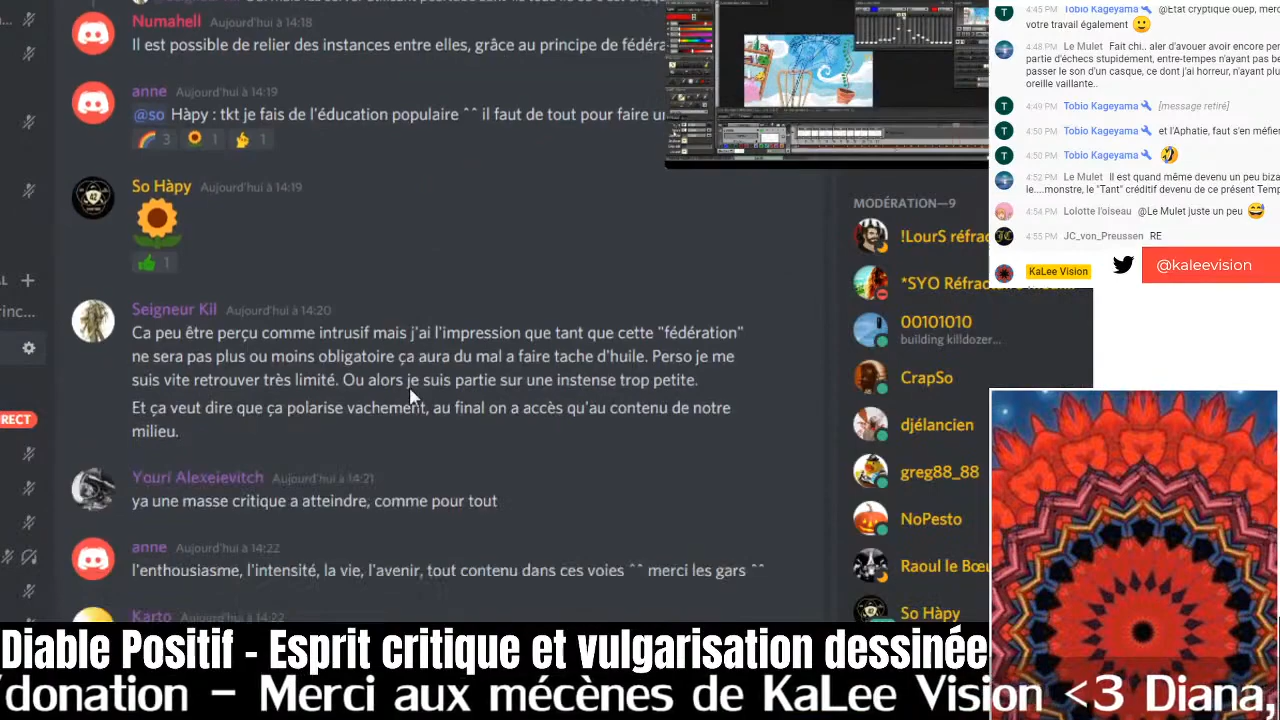 Nuanshell Aujourd'hui à 14:18
des instances entre elles, grâce au principe de fédéra
anne Aujourd'hui à 14:19
@So Hàpy : tkt je fais de l'éducation populaire ^^ il faut de tout pour faire un
So Hàpy Aujourd'hui à 14:19
1
Seigneur Kil Aujourd'hui à 14:20
Ca peu être perçu comme intrusif mais j'ai l'impression que tant que cette "fédération"
ne sera pas plus ou moins obligatoire ça aura du mal a faire tache d'huile. Perso je me
suis vite retrouver très limité. Ou alors je suis partie sur une instense trop petite.
Et ça veut dire que ça polarise vachement, au final on a accès qu'au contenu de notre
milieu.
Youri Alexeievitch Aujourd'hui à 14:21
ya une masse critique a atteindre, comme pour tout
anne Aujourd'hui à 14:22
l'enthousiasme, l'intensité, la vie, l'avenir, tout contenu dans ces voies ^^ merci les gars ^^
Aujourd'hui à 14:22
RECT
MODÉRATION—9
!LourS réfrac
*SYO Réfrac
00101010
building killdozer...
CrapSo
djélancien
greg88_88
NoPesto
Raoul le Bœu
So Hàpy
4:45 PM Tobio Kageyama @Etat cryptique ouep, merc
votre travail également
4:48 PM Le Mulet Fait chi... aler d'avouer avoir encore pe
partie d'échecs stupidement, entre-temps n'ayant pas be
passer le son d'un casque, ce dont j'ai horreur, n'ayant plu
oreille vaillante..
4:49 PM Tobio Kageyama [message retiré]
4:50 PM Tobio Kageyama et l'Aphatie, faut s'en méfie
4:50 PM Tobio Kageyama
4:52 PM Le Mulet Il est quand même devenu un peu biza
le....monstre, le "Tant" créditif devenu de ce présent Temp
4:54 PM Lolotte l'oiseau @Le Mulet juste un peu
4:55 PM JC_von_Preussen RE
KaLee Vision
@kaleevision
Diable Positif - Esprit critique et vulgarisation dessinée
/donation – Merci aux mécènes de KaLee Vision <3 Diana,